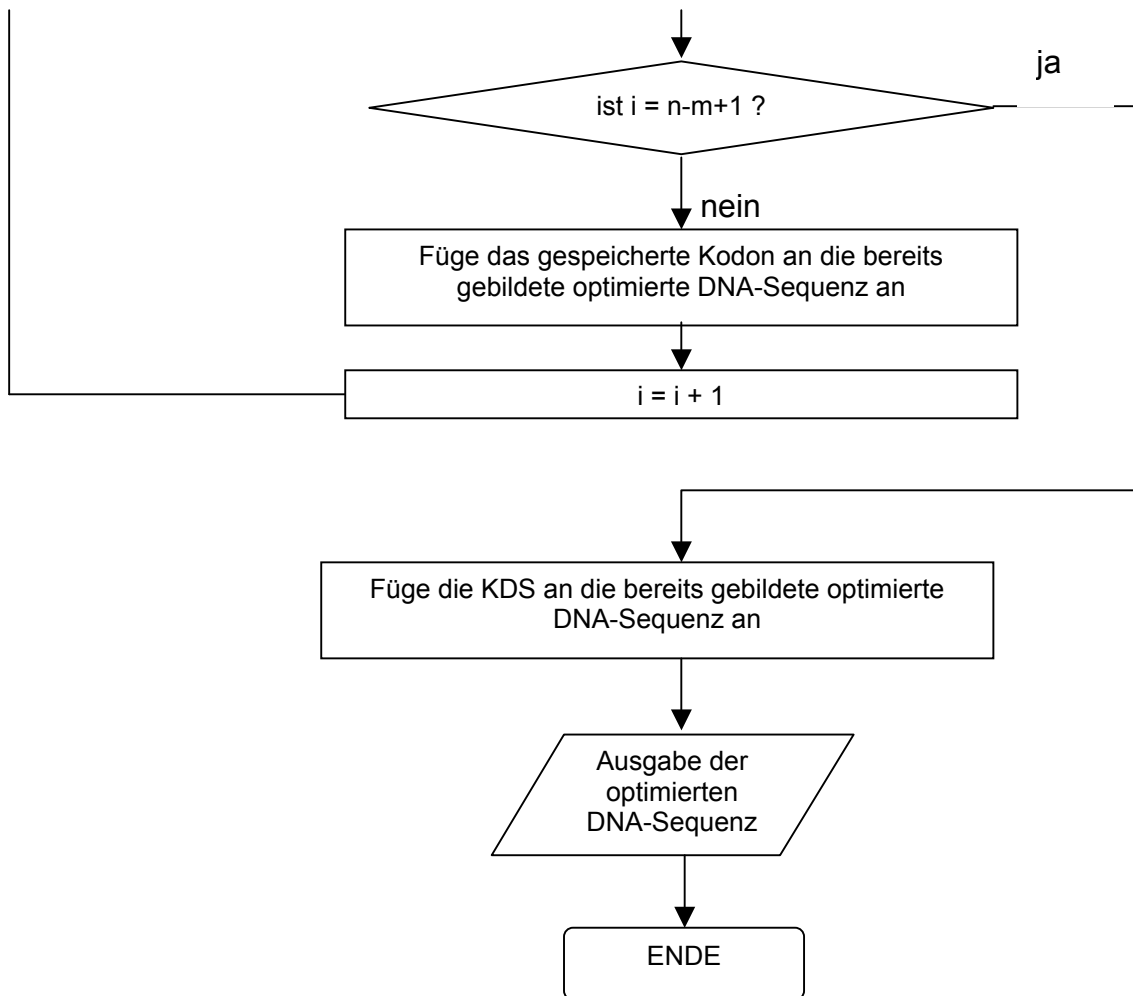 ja
ist i = n-m+1 ?
nein
Füge das gespeicherte Kodon an die bereits
gebildete optimierte DNA-Sequenz an
i = i + 1
Füge die KDS an die bereits gebildete optimierte
DNA-Sequenz an
Ausgabe der
optimierten
DNA-Sequenz
ENDE